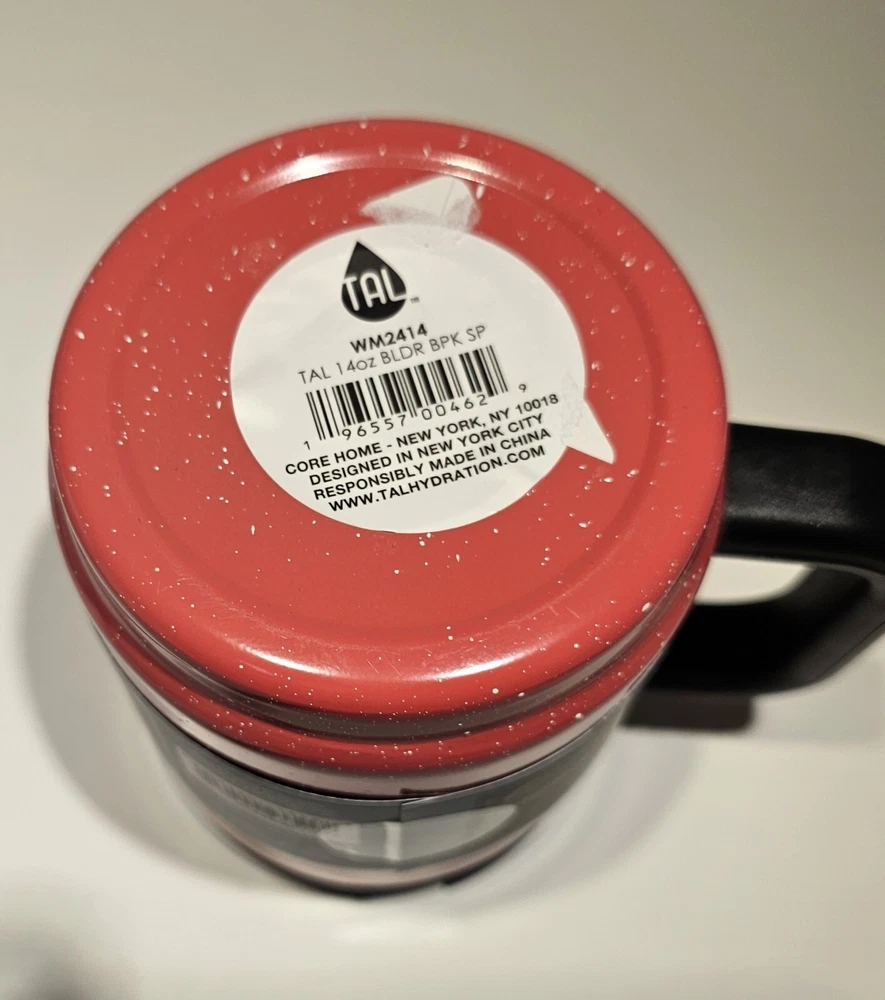 TAL™
WM2414
TAL 14oz BLDR BPK SP
1 96557 00462 9
CORE HOME - NEW YORK, NY 10018
DESIGNED IN NEW YORK CITY
RESPONSIBLY MADE IN CHINA
WWW.TALHYDRATION.COM